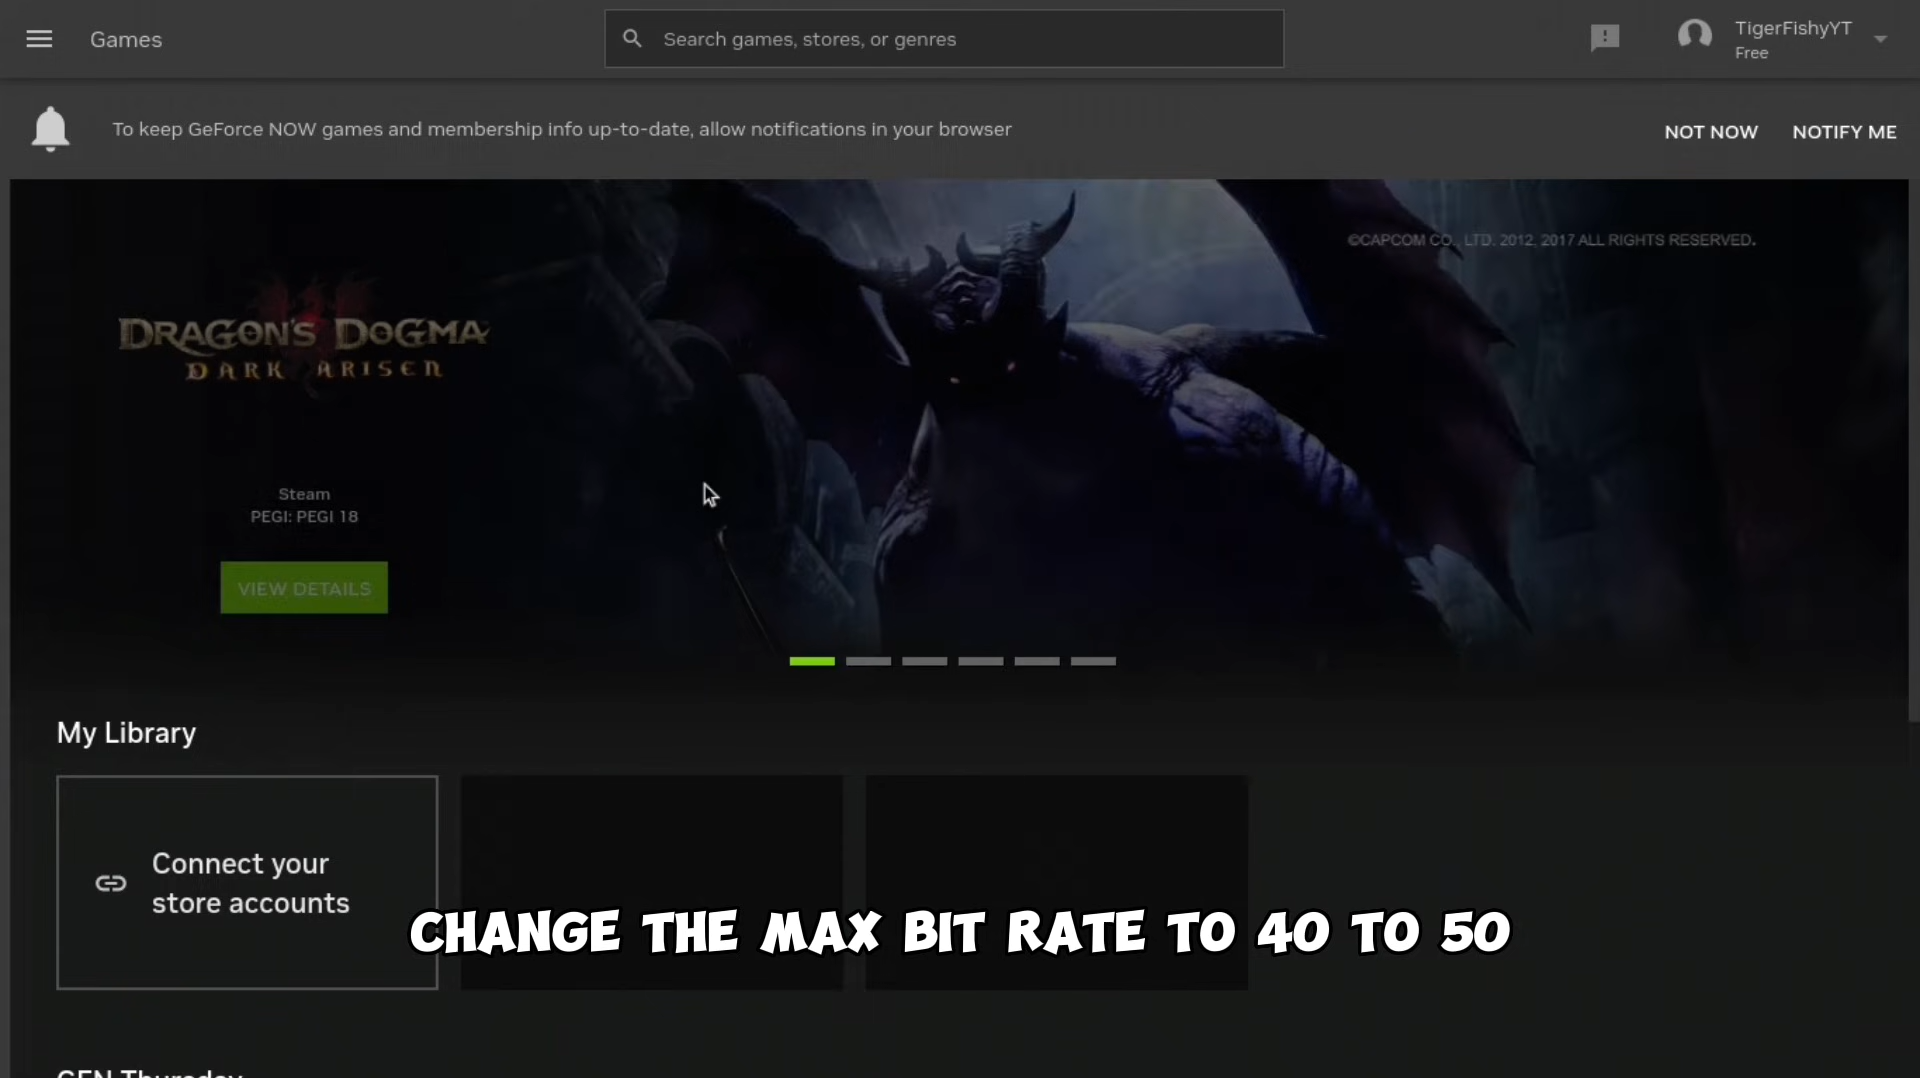 Games
Search games, stores, or genres
TigerFishyYT
Free
To keep GeForce NOW games and membership info up-to-date, allow notifications in your browser
NOT NOW
NOTIFY ME
©CAPCOM CO., LTD. 2012, 2017 ALL RIGHTS RESERVED.
DRAGON'S DOGMA
DARK ARISEN
Steam
PEGI: PEGI 18
VIEW DETAILS
My Library
Connect your
store accounts
CHANGE THE MAX BIT RATE TO 40 TO 50
GFN Thursday